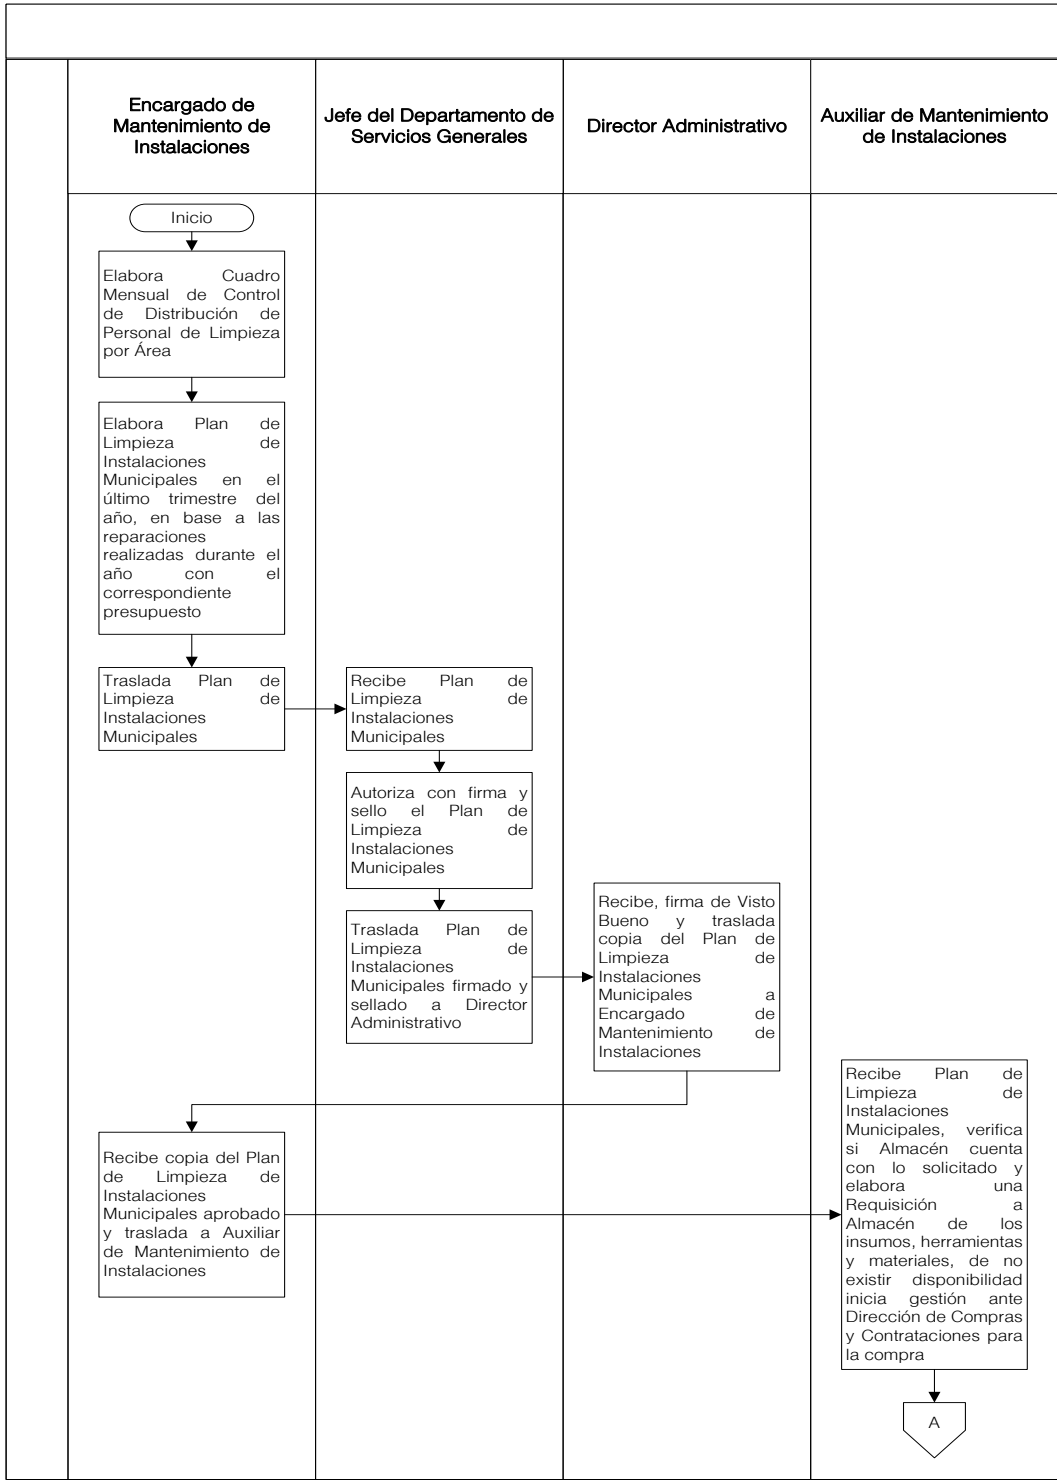 Encargado de
Mantenimiento de
Instalaciones
Jefe del Departamento de
Servicios Generales
Director Administrativo
Auxiliar de Mantenimiento
de Instalaciones
Inicio
Elabora Cuadro
Mensual de Control
de Distribución de
Personal de Limpieza
por Área
Elabora Plan de
Limpieza de
Instalaciones
Municipales en el
último trimestre del
año, en base a las
reparaciones
realizadas durante el
año con el
correspondiente
presupuesto
Traslada Plan de
Limpieza de
Instalaciones
Municipales
Recibe Plan de
Limpieza de
Instalaciones
Municipales
Autoriza con firma y
sello el Plan de
Limpieza de
Instalaciones
Municipales
Traslada Plan de
Limpieza de
Instalaciones
Municipales firmado y
sellado a Director
Administrativo
Recibe, firma de Visto
Bueno y traslada
copia del Plan de
Limpieza de
Instalaciones
Municipales a
Encargado de
Mantenimiento de
Instalaciones
Recibe copia del Plan
de Limpieza de
Instalaciones
Municipales aprobado
y traslada a Auxiliar
de Mantenimiento de
Instalaciones
Recibe Plan de
Limpieza de
Instalaciones
Municipales, verifica
si Almacén cuenta
con lo solicitado y
elabora una
Requisición a
Almacén de los
insumos, herramientas
y materiales, de no
existir disponibilidad
inicia gestión ante
Dirección de Compras
y Contrataciones para
la compra
A